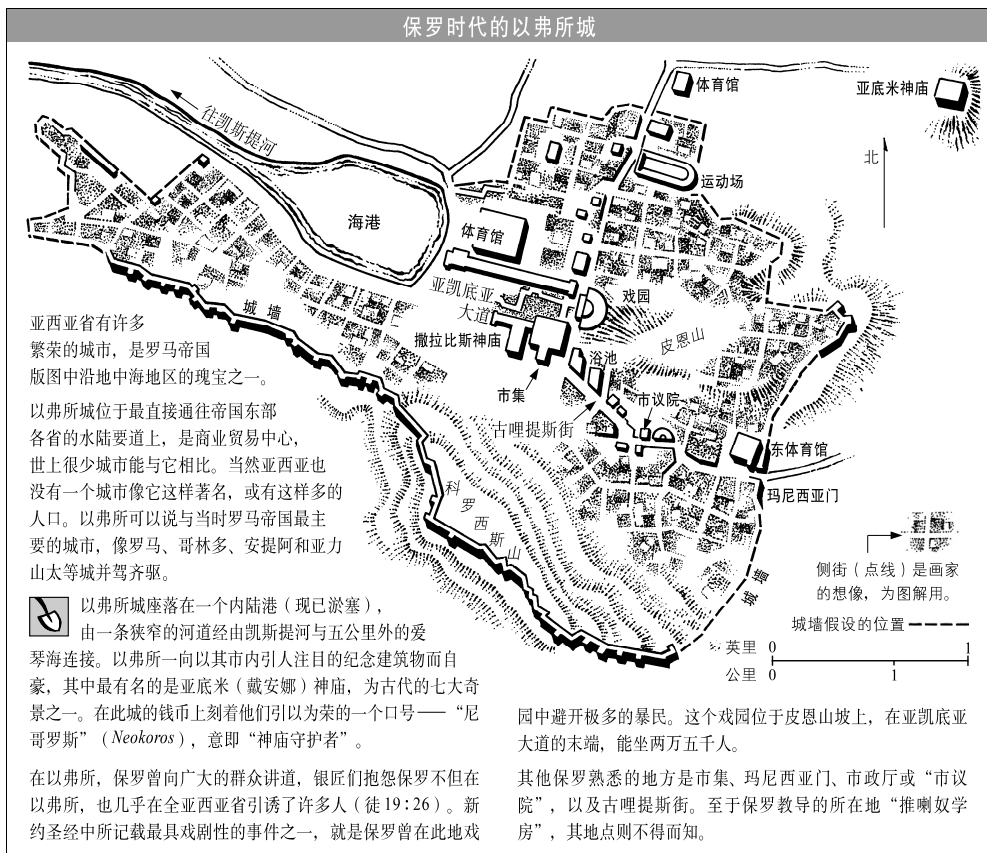 保罗时代的以弗所城
往凯斯提河
体育馆
亚底米神庙
北
运动场
海港
体育馆
亚凯底亚
大道
戏园
城墙
撒拉比斯神庙
皮恩山
浴池
市集
市议院
古哩提斯街
东体育馆
玛尼西亚门
科罗西斯山
城墙
侧街（点线）是画家
的想像，为图解用。
城墙假设的位置
英里 0 1
公里 0 1
亚西亚省有许多
繁荣的城市，是罗马帝国
版图中沿地中海地区的瑰宝之一。
以弗所城位于最直接通往帝国东部
各省的水陆要道上，是商业贸易中心，
世上很少城市能与它相比。当然亚西亚也
没有一个城市像它这样著名，或有这样多的
人口。以弗所可以说与当时罗马帝国最主
要的城市，像罗马、哥林多、安提阿和亚力
山太等城并驾齐驱。
以弗所城座落在一个内陆港（现已淤塞），
由一条狭窄的河道经由凯斯提河与五公里外的爱
琴海连接。以弗所一向以其市内引人注目的纪念建筑物而自
豪，其中最有名的是亚底米（戴安娜）神庙，为古代的七大奇
景之一。在此城的钱币上刻着他们引以为荣的一个口号——“尼
哥罗斯”（Neokoros），意即“神庙守护者”。
在以弗所，保罗曾向广大的群众讲道，银匠们抱怨保罗不但在
以弗所，也几乎在全亚西亚省引诱了许多人（徒19:26）。新
约圣经中所记载最具戏剧性的事件之一，就是保罗曾在此地戏
园中避开极多的暴民。这个戏园位于皮恩山坡上，在亚凯底亚
大道的末端，能坐两万五千人。
其他保罗熟悉的地方是市集、玛尼西亚门、市政厅或“市议
院”，以及古哩提斯街。至于保罗教导的所在地“推喇奴学
房”，其地点则不得而知。